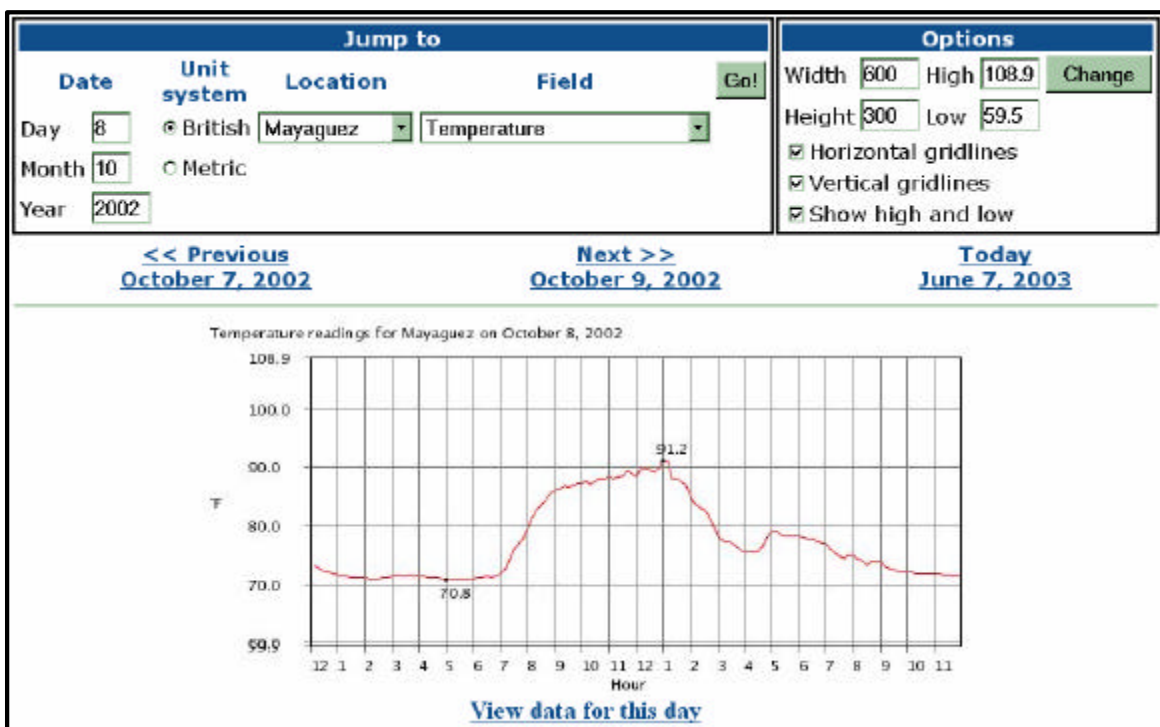 Jump to
Date Unit system Location Field Go!
Day 8 British Mayaguez Temperature
Month 10 Metric
Year 2002
Options
Width 600 High 108.9 Change
Height 300 Low 59.5
Horizontal gridlines
Vertical gridlines
Show high and low
<< Previous
October 7, 2002
Next >>
October 9, 2002
Today
June 7, 2003
Temperature readings for Mayaguez on October 8, 2002
108.9
100.0
91.2
90.0
°F
80.0
70.0
70.8
12 1 2 3 4 5 6 7 8 9 10 11 12 1 2 3 4 5 6 7 8 9 10 11
Hour
View data for this day